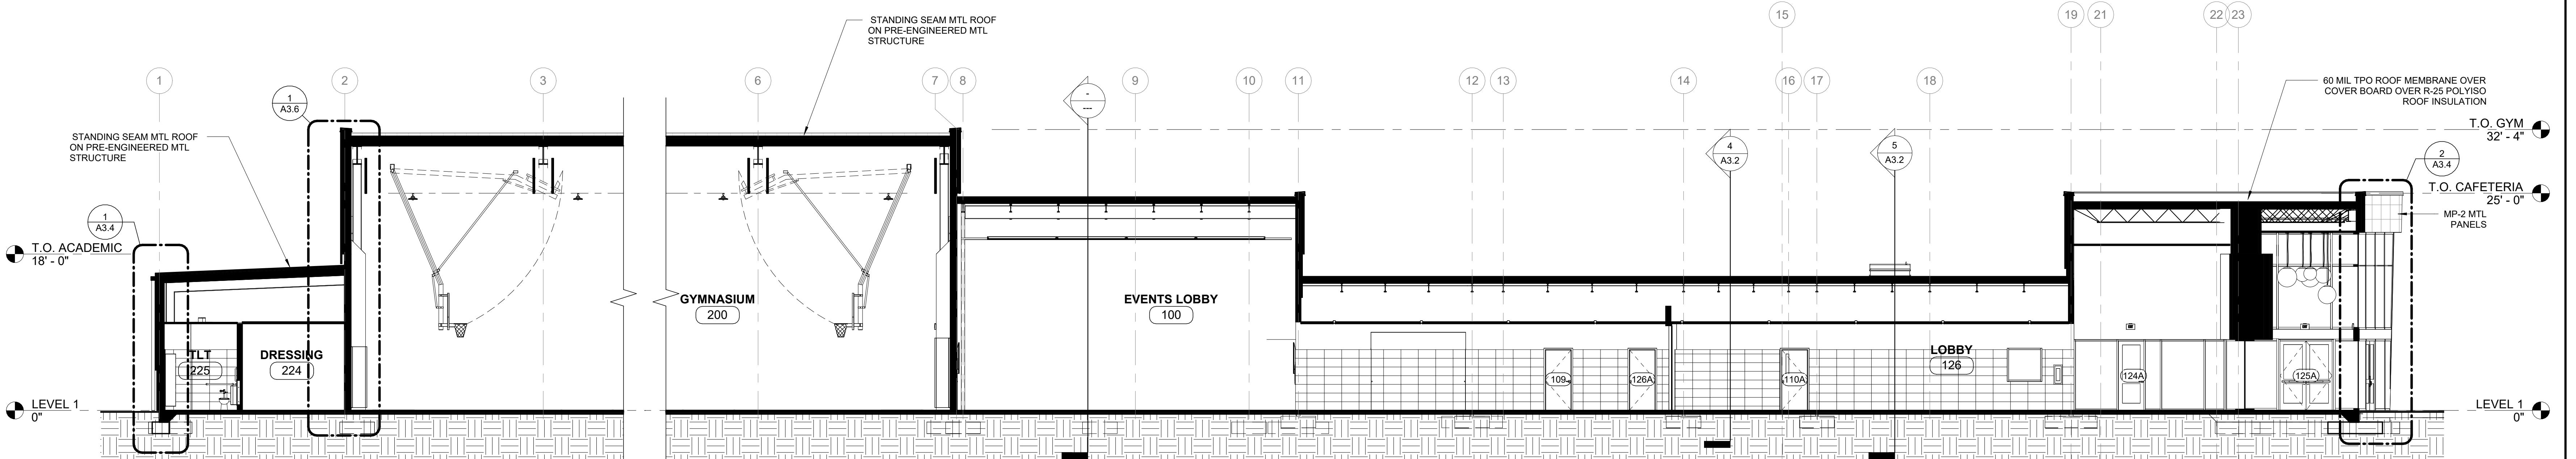 STANDING SEAM MTL ROOF
ON PRE-ENGINEERED MTL
STRUCTURE
15
19
21
22
23
1
2
3
6
7
8
9
10
11
12
13
14
16
17
18
60 MIL TPO ROOF MEMBRANE OVER
COVER BOARD OVER R-25 POLYISO
ROOF INSULATION
1
A3.6
-
---
STANDING SEAM MTL ROOF
ON PRE-ENGINEERED MTL
STRUCTURE
T.O. GYM
32' - 4"
4
A3.2
5
A3.2
2
A3.4
T.O. CAFETERIA
25' - 0"
MP-2 MTL
PANELS
1
A3.4
T.O. ACADEMIC
18' - 0"
GYMNASIUM
200
EVENTS LOBBY
100
TLT
225
DRESSING
224
LOBBY
126
109
126A
110A
124A
125A
LEVEL 1
0"
LEVEL 1
0"